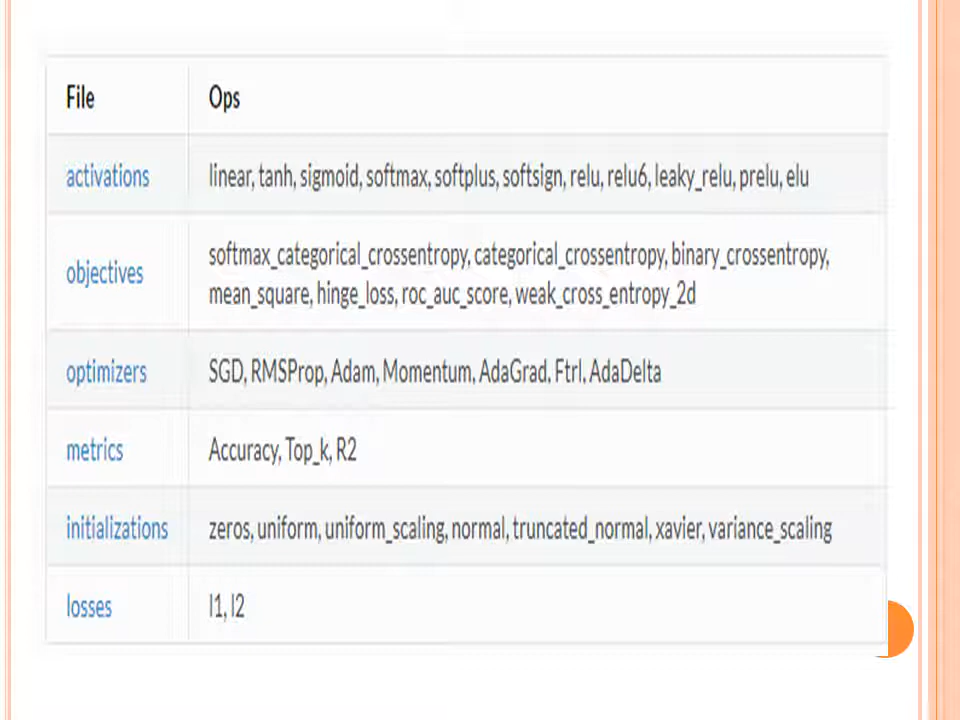 File Ops
activations linear, tanh, sigmoid, softmax, softplus, softsign, relu, relu6, leaky_relu, prelu, elu
objectives softmax_categorical_crossentropy, categorical_crossentropy, binary_crossentropy,
mean_square, hinge_loss, roc_auc_score, weak_cross_entropy_2d
optimizers SGD, RMSProp, Adam, Momentum, AdaGrad, Ftrl, AdaDelta
metrics Accuracy, Top_k, R2
initializations zeros, uniform, uniform_scaling, normal, truncated_normal, xavier, variance_scaling
losses l1, l2